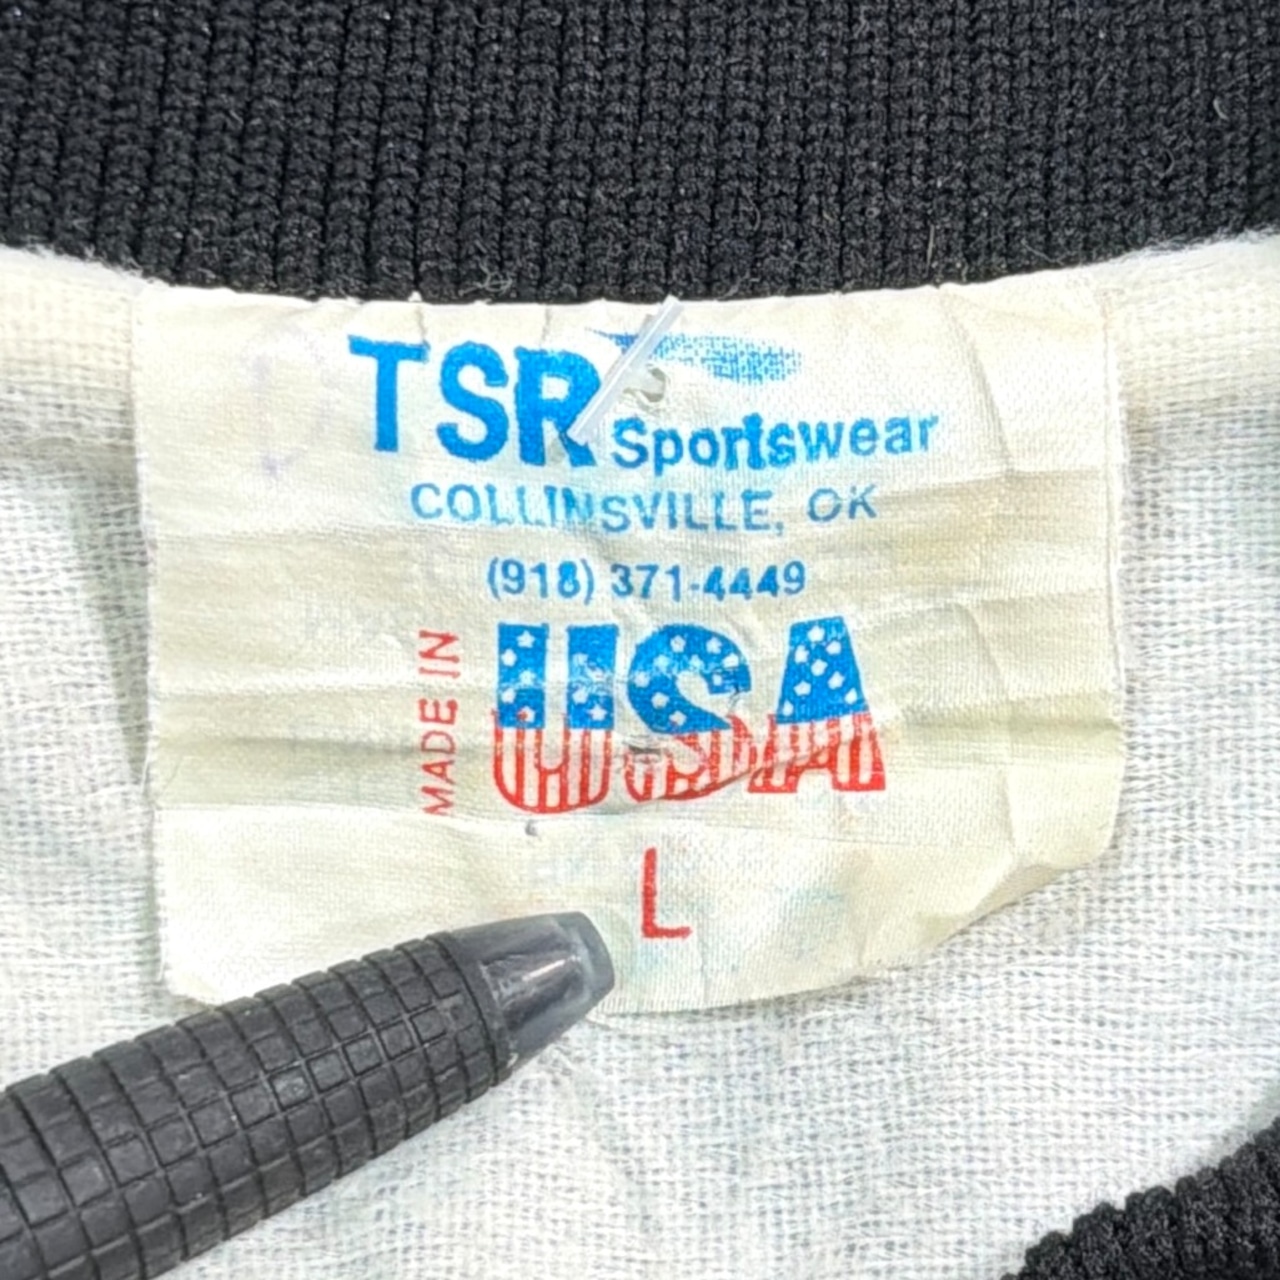 TSR Sportswear
COLLINSVILLE, OK
(918) 371-4449
MADE IN
USA
L